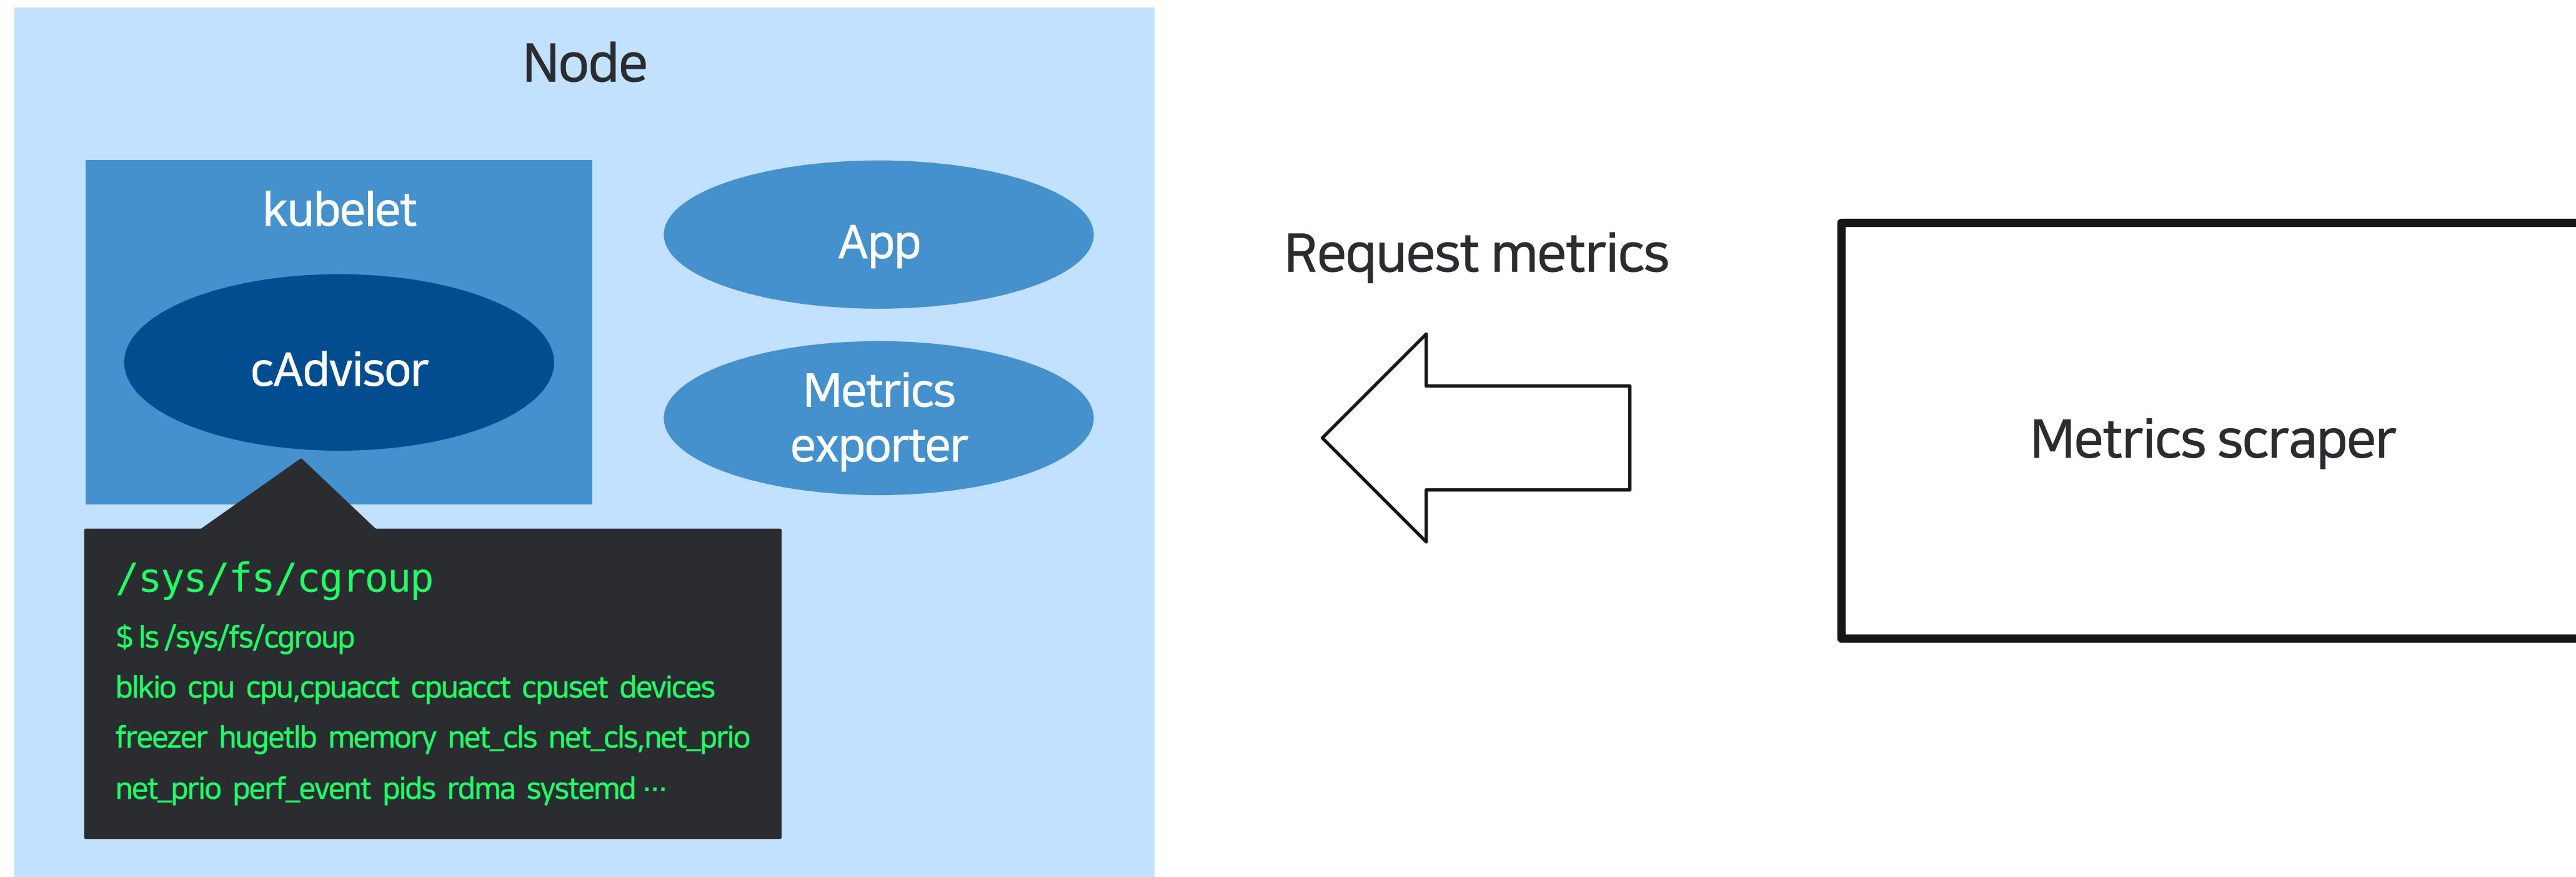 Node
kubelet
cAdvisor
App
Metrics
exporter
/sys/fs/cgroup
$ ls /sys/fs/cgroup
blkio cpu cpu,cpuacct cpuacct cpuset devices
freezer hugetlb memory net_cls net_cls,net_prio
net_prio perf_event pids rdma systemd ···
Request metrics
Metrics scraper